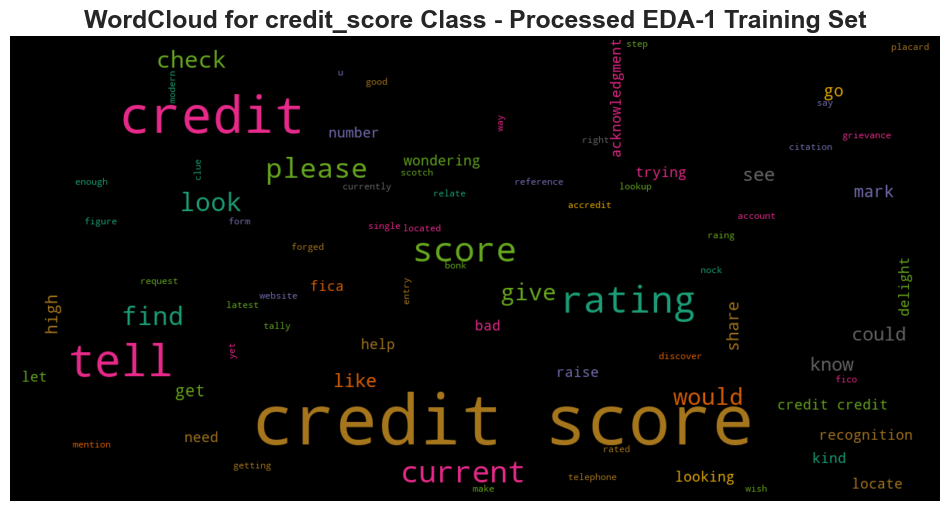 WordCloud for credit_score Class - Processed EDA-1 Training Set
step
placard
check
u
modern
good
acknowledgment
go
say
credit
number
way
right
grievance
citation
please
wondering
scotch
clue
trying
see
enough
currently
reference
lookup
mark
look
relate
accredit
figure
form
single
located
account
raing
forged
score
bonk
nock
request
website
fica
entry
give
rating
delight
high
find
latest
tally
bad
share
could
yet
help
discover
tell
let
like
raise
know
fico
get
would
credit score
credit credit
mention
need
rated
recognition
getting
current
kind
telephone
looking
make
wish
locate